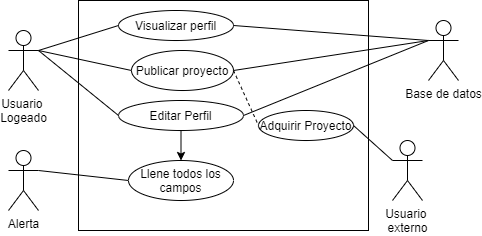 Visualizar perfil
Publicar proyecto
Usuario
Logeado
Base de datos
Editar Perfil
Adquirir Proyecto
Llene todos los
campos
Alerta
Usuario
externo